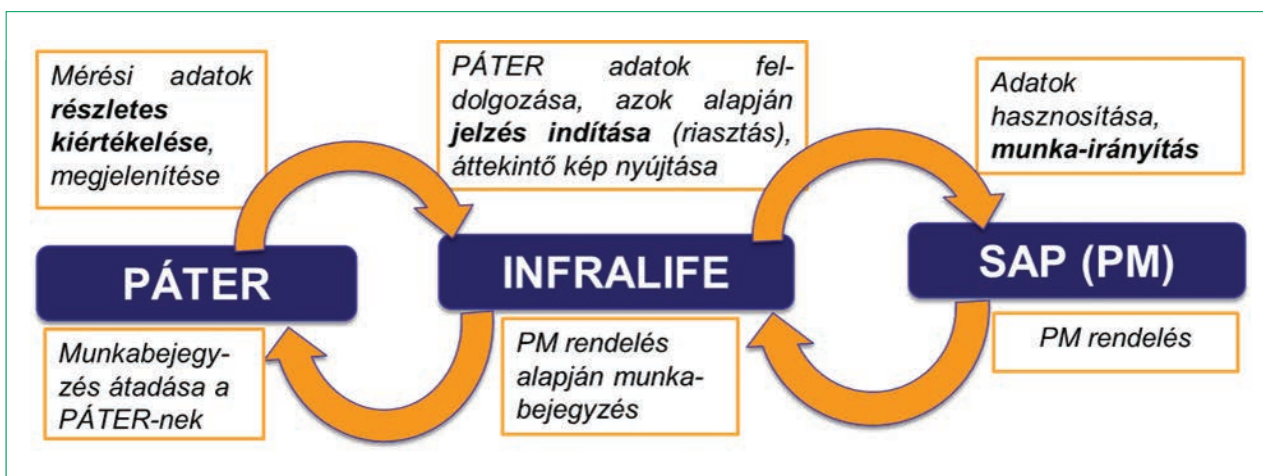 Mérési adatok
részletes
kiértékelése,
megjelenítése
PÁTER adatok fel-
dolgozása, azok alapján
jelzés indítása (riasztás),
áttekintő kép nyújtása
Adatok
hasznosítása,
munka-irányítás
PÁTER
INFRALIFE
SAP (PM)
Munkabejegy-
zés átadása a
PÁTER-nek
PM rendelés
alapján munka-
bejegyzés
PM rendelés